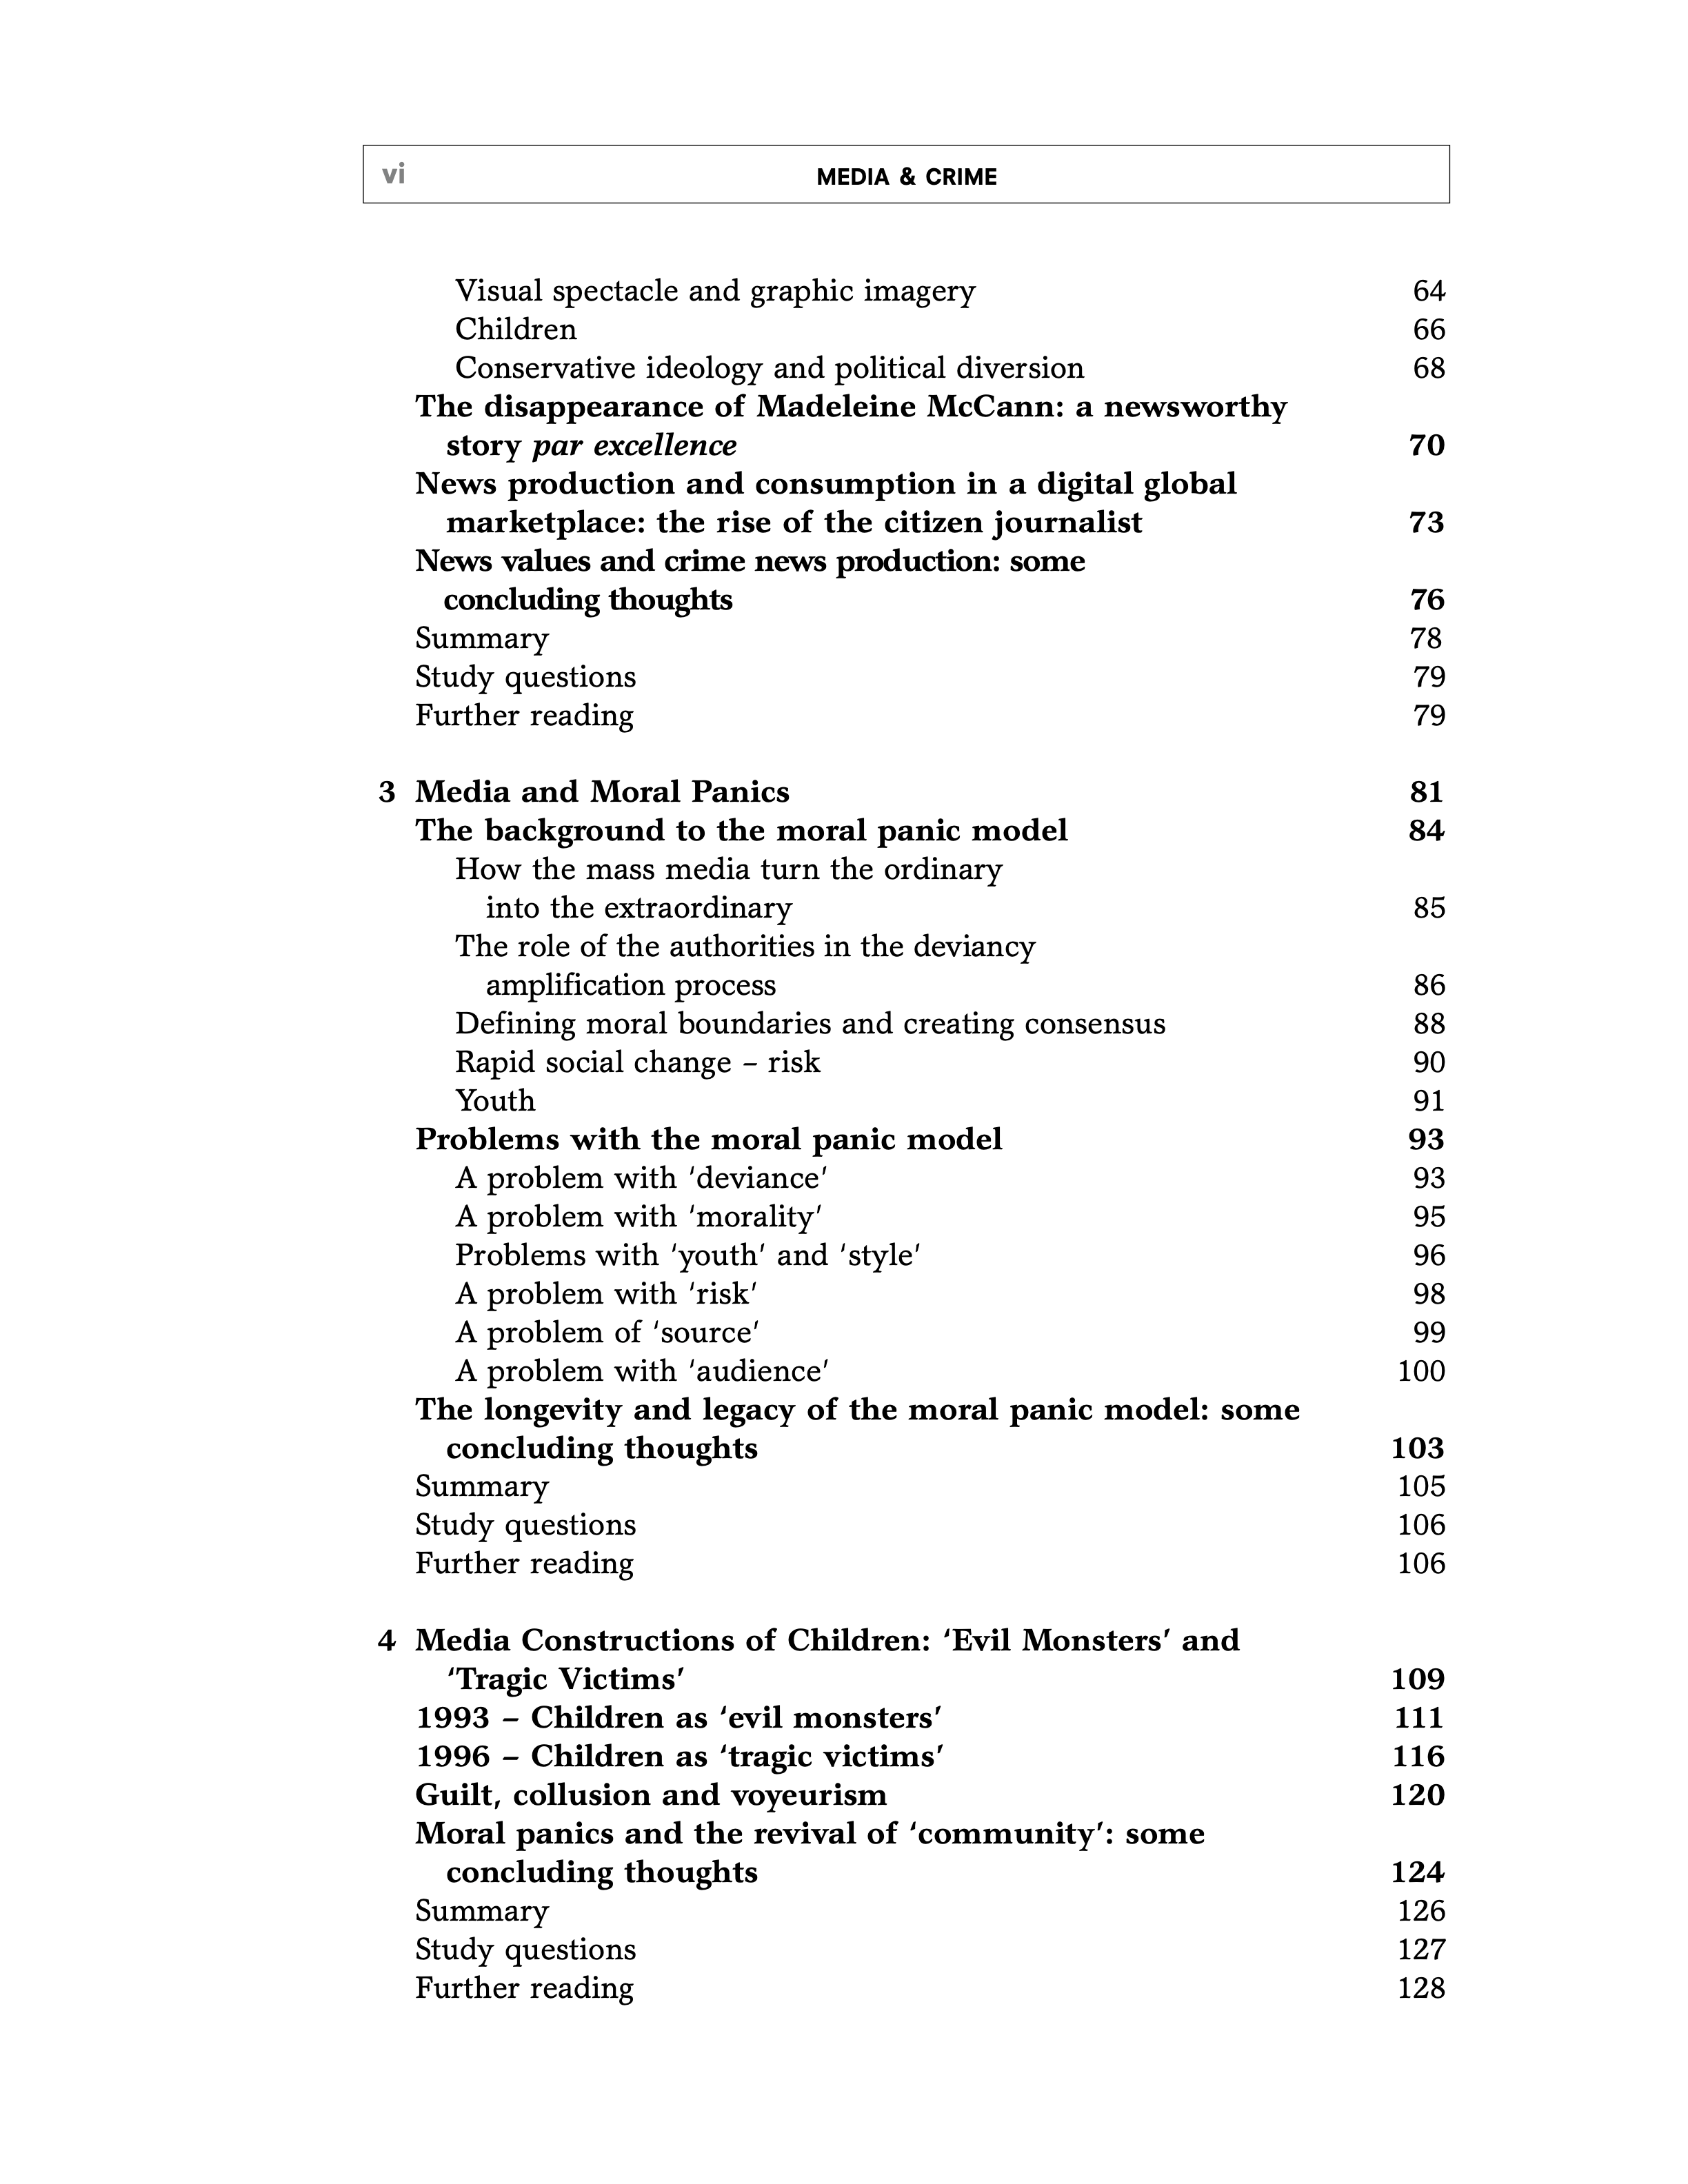 vi MEDIA & CRIME
Visual spectacle and graphic imagery 64
Children 66
Conservative ideology and political diversion 68
The disappearance of Madeleine McCann: a newsworthy
story par excellence 70
News production and consumption in a digital global
marketplace: the rise of the citizen journalist 73
News values and crime news production: some
concluding thoughts 76
Summary 78
Study questions 79
Further reading 79
3 Media and Moral Panics 81
The background to the moral panic model 84
How the mass media turn the ordinary
into the extraordinary 85
The role of the authorities in the deviancy
amplification process 86
Defining moral boundaries and creating consensus 88
Rapid social change – risk 90
Youth 91
Problems with the moral panic model 93
A problem with ‘deviance’ 93
A problem with ‘morality’ 95
Problems with ‘youth’ and ‘style’ 96
A problem with ‘risk’ 98
A problem of ‘source’ 99
A problem with ‘audience’ 100
The longevity and legacy of the moral panic model: some
concluding thoughts 103
Summary 105
Study questions 106
Further reading 106
4 Media Constructions of Children: ‘Evil Monsters’ and
‘Tragic Victims’ 109
1993 – Children as ‘evil monsters’ 111
1996 – Children as ‘tragic victims’ 116
Guilt, collusion and voyeurism 120
Moral panics and the revival of ‘community’: some
concluding thoughts 124
Summary 126
Study questions 127
Further reading 128